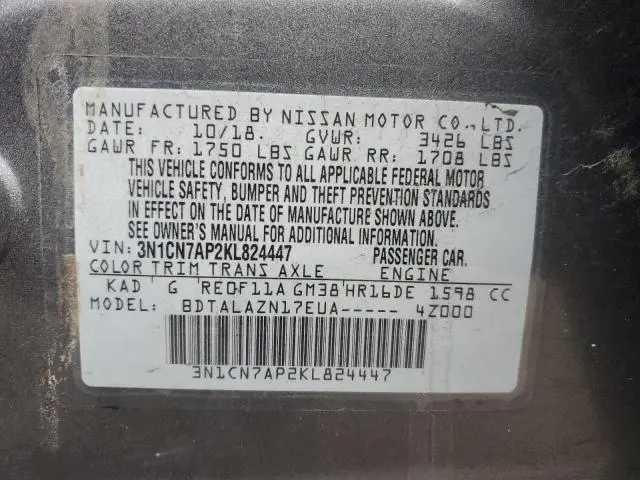 MANUFACTURED BY NISSAN MOTOR CO., LTD.
DATE: 10/18. GVWR: 3426 LBS
GAWR FR: 1750 LBS GAWR RR: 1708 LBS
THIS VEHICLE CONFORMS TO ALL APPLICABLE FEDERAL MOTOR
VEHICLE SAFETY, BUMPER AND THEFT PREVENTION STANDARDS
IN EFFECT ON THE DATE OF MANUFACTURE SHOWN ABOVE.
SEE OWNER'S MANUAL FOR ADDITIONAL INFORMATION.
VIN: 3N1CN7AP2KL824447 PASSENGER CAR.
COLOR TRIM TRANS AXLE ENGINE
KAD G RE0F11A GM38 HR16DE 1598 CC
MODEL: BDTALAZN17EUA----- 4Z000
3N1CN7AP2KL824447